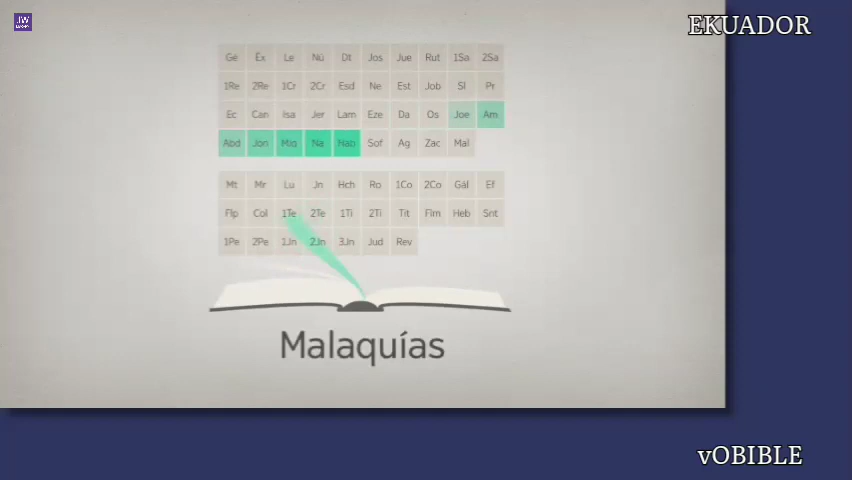 JW
EKUADOR
Gé Éx Le Nú Dt Jos Jue Rut 1Sa 2Sa
1Re 2Re 1Cr 2Cr Esd Ne Est Job Sl Pr
Ec Can Isa Jer Lam Eze Da Os Joe Am
Abd Jon Miq Na Hab Sof Ag Zac Mal
Mt Mr Lu Jn Hch Ro 1Co 2Co Gál Ef
Flp Col 1Te 2Te 1Ti 2Ti Tit Flm Heb Snt
1Pe 2Pe 1Jn 2Jn 3Jn Jud Rev
Malaquías
vOBIBLE